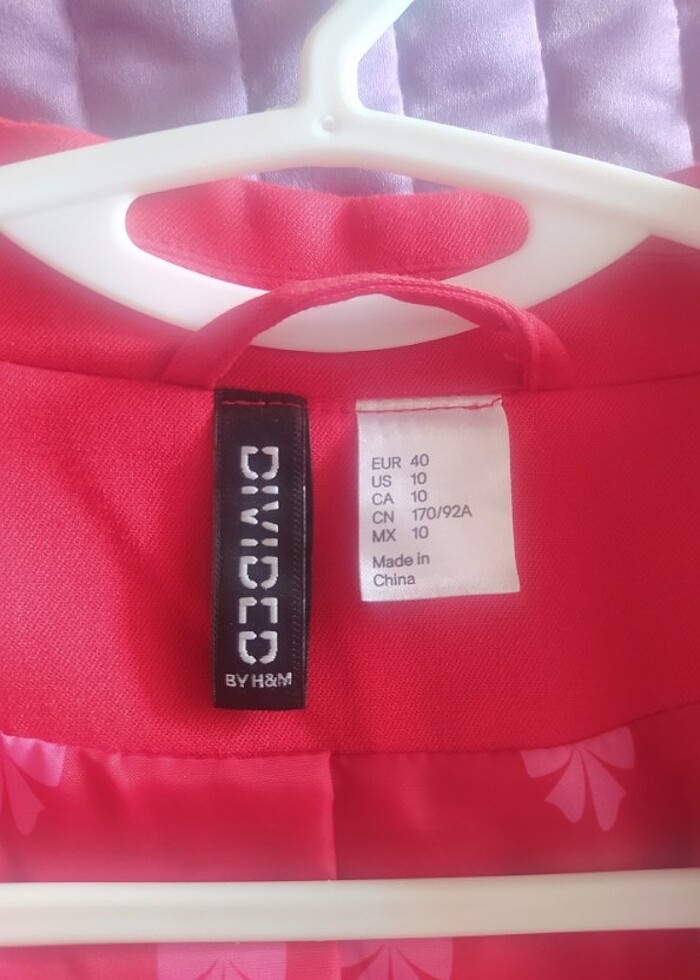 DIVIDED
BY H&M
EUR 40
US 10
CA 10
CN 170/92A
MX 10
Made in
China